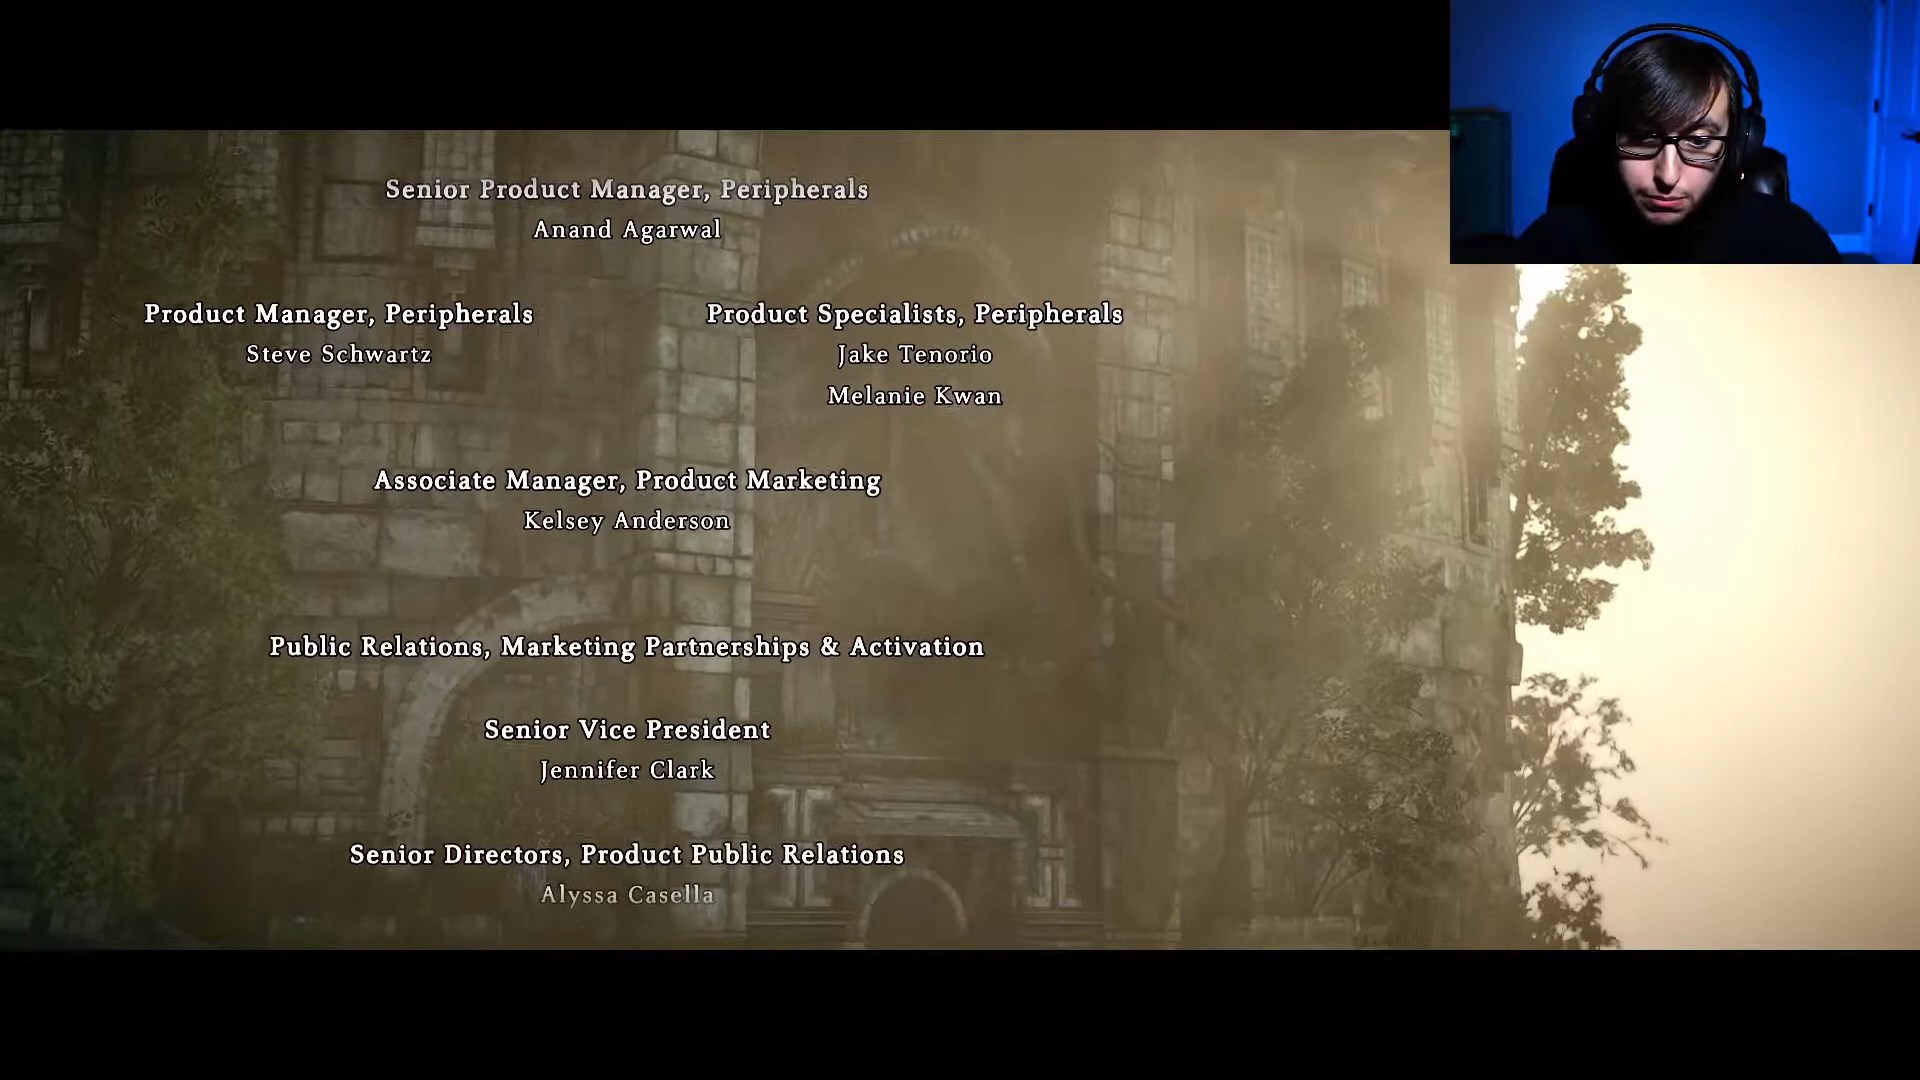 Senior Product Manager, Peripherals
Anand Agarwal
Product Manager, Peripherals
Steve Schwartz
Product Specialists, Peripherals
Jake Tenorio
Melanie Kwan
Associate Manager, Product Marketing
Kelsey Anderson
Public Relations, Marketing Partnerships & Activation
Senior Vice President
Jennifer Clark
Senior Directors, Product Public Relations
Alyssa Casella